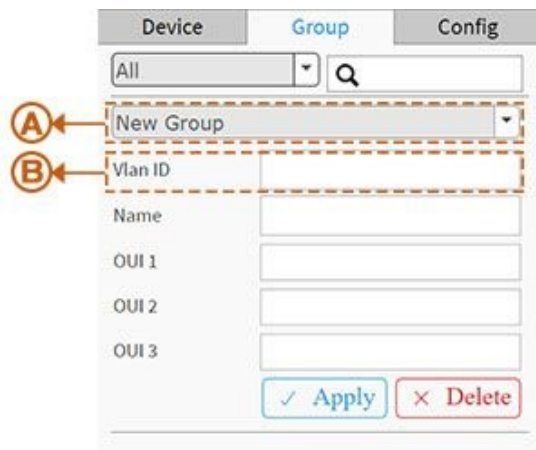 Device Group Config
All
A New Group
B Vlan ID
Name
OUI 1
OUI 2
OUI 3
Apply Delete